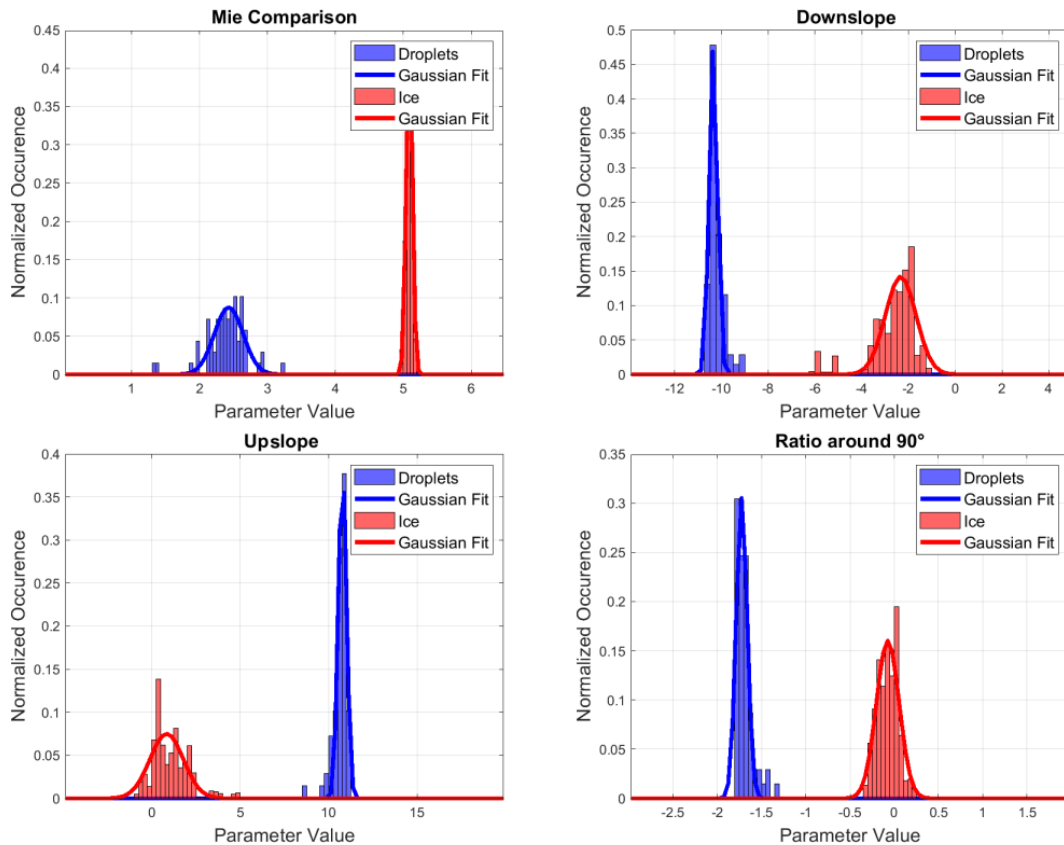 Mie Comparison
Normalized Occurence
0.45
0.4
0.35
0.3
0.25
0.2
0.15
0.1
0.05
0
1
2
3
4
5
6
Parameter Value
Droplets
Gaussian Fit
Ice
Gaussian Fit
Downslope
Normalized Occurence
0.5
0.45
0.4
0.35
0.3
0.25
0.2
0.15
0.1
0.05
0
-12
-10
-8
-6
-4
-2
0
2
4
Parameter Value
Droplets
Gaussian Fit
Ice
Gaussian Fit
Upslope
Normalized Occurence
0.4
0.35
0.3
0.25
0.2
0.15
0.1
0.05
0
0
5
10
15
Parameter Value
Droplets
Gaussian Fit
Ice
Gaussian Fit
Ratio around 90°
Normalized Occurence
0.35
0.3
0.25
0.2
0.15
0.1
0.05
0
-2.5
-2
-1.5
-1
-0.5
0
0.5
1
1.5
Parameter Value
Droplets
Gaussian Fit
Ice
Gaussian Fit